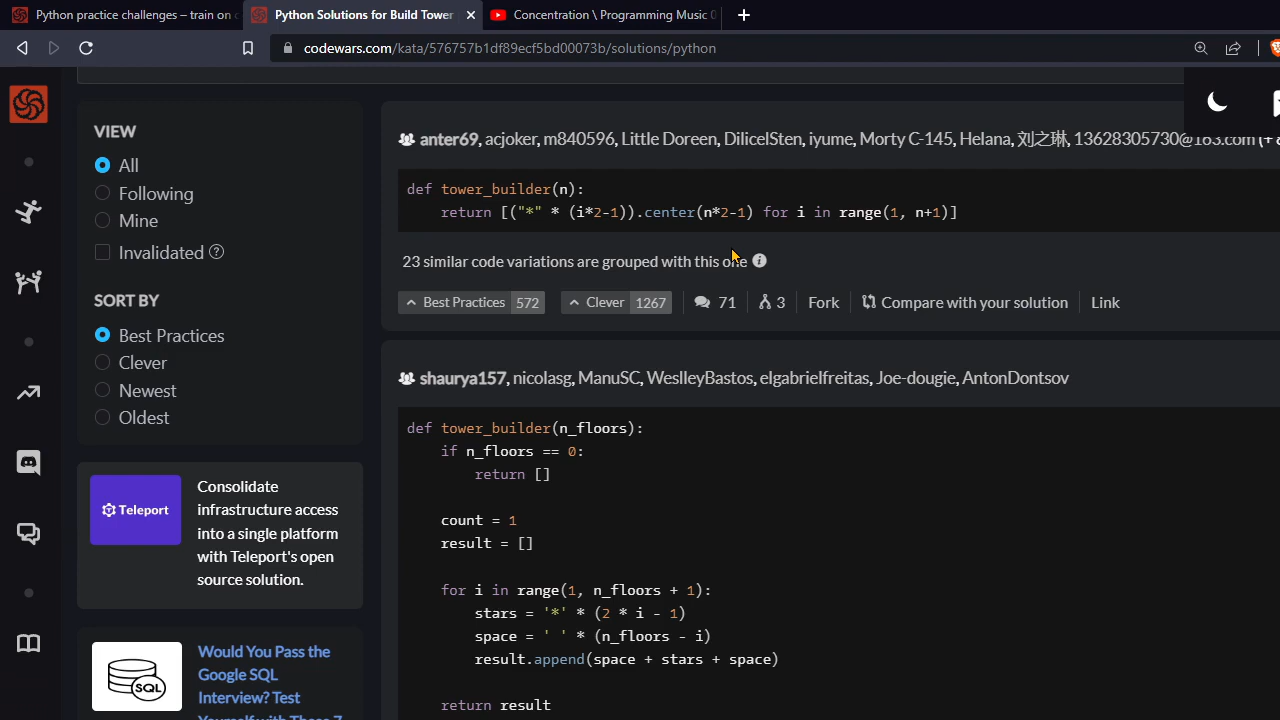 Python practice challenges – train on
Python Solutions for Build Tower
Concentration \ Programming Music
codewars.com/kata/576757b1df89ecf5bd00073b/solutions/python
VIEW
All
Following
Mine
Invalidated
SORT BY
Best Practices
Clever
Newest
Oldest
Teleport
Consolidate
infrastructure access
into a single platform
with Teleport's open
source solution.
SQL
Would You Pass the
Google SQL
Interview? Test
Yourself with These 7
anter69, acjoker, m840596, Little Doreen, DilicelSten, iyume, Morty C-145, Helana, 刘之琳, 13628305730@163.com (+
def tower_builder(n):
return [("*" * (i*2-1)).center(n*2-1) for i in range(1, n+1)]
23 similar code variations are grouped with this one
Best Practices 572 Clever 1267 71 3 Fork Compare with your solution Link
shaurya157, nicolasg, ManuSC, WeslleyBastos, elgabrielfreitas, Joe-dougie, AntonDontsov
def tower_builder(n_floors):
if n_floors == 0:
return []
count = 1
result = []
for i in range(1, n_floors + 1):
stars = '*' * (2 * i - 1)
space = ' ' * (n_floors - i)
result.append(space + stars + space)
return result